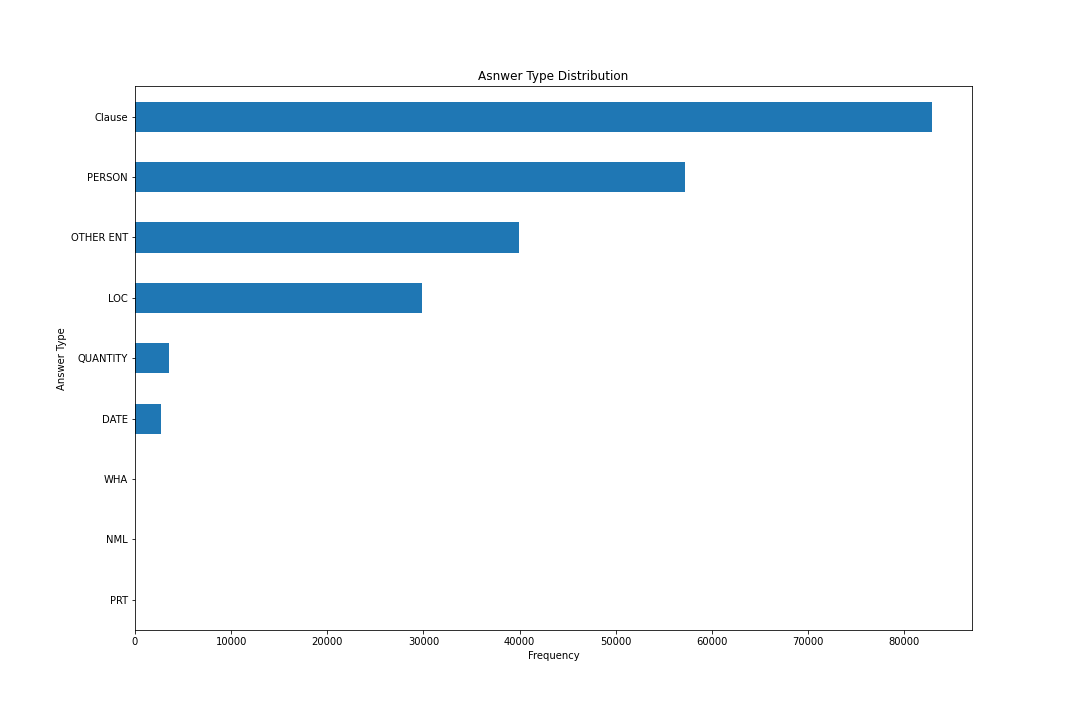 Asnwer Type Distribution
Clause
PERSON
OTHER ENT
LOC
QUANTITY
DATE
WHA
NML
PRT
Answer Type
0 10000 20000 30000 40000 50000 60000 70000 80000
Frequency